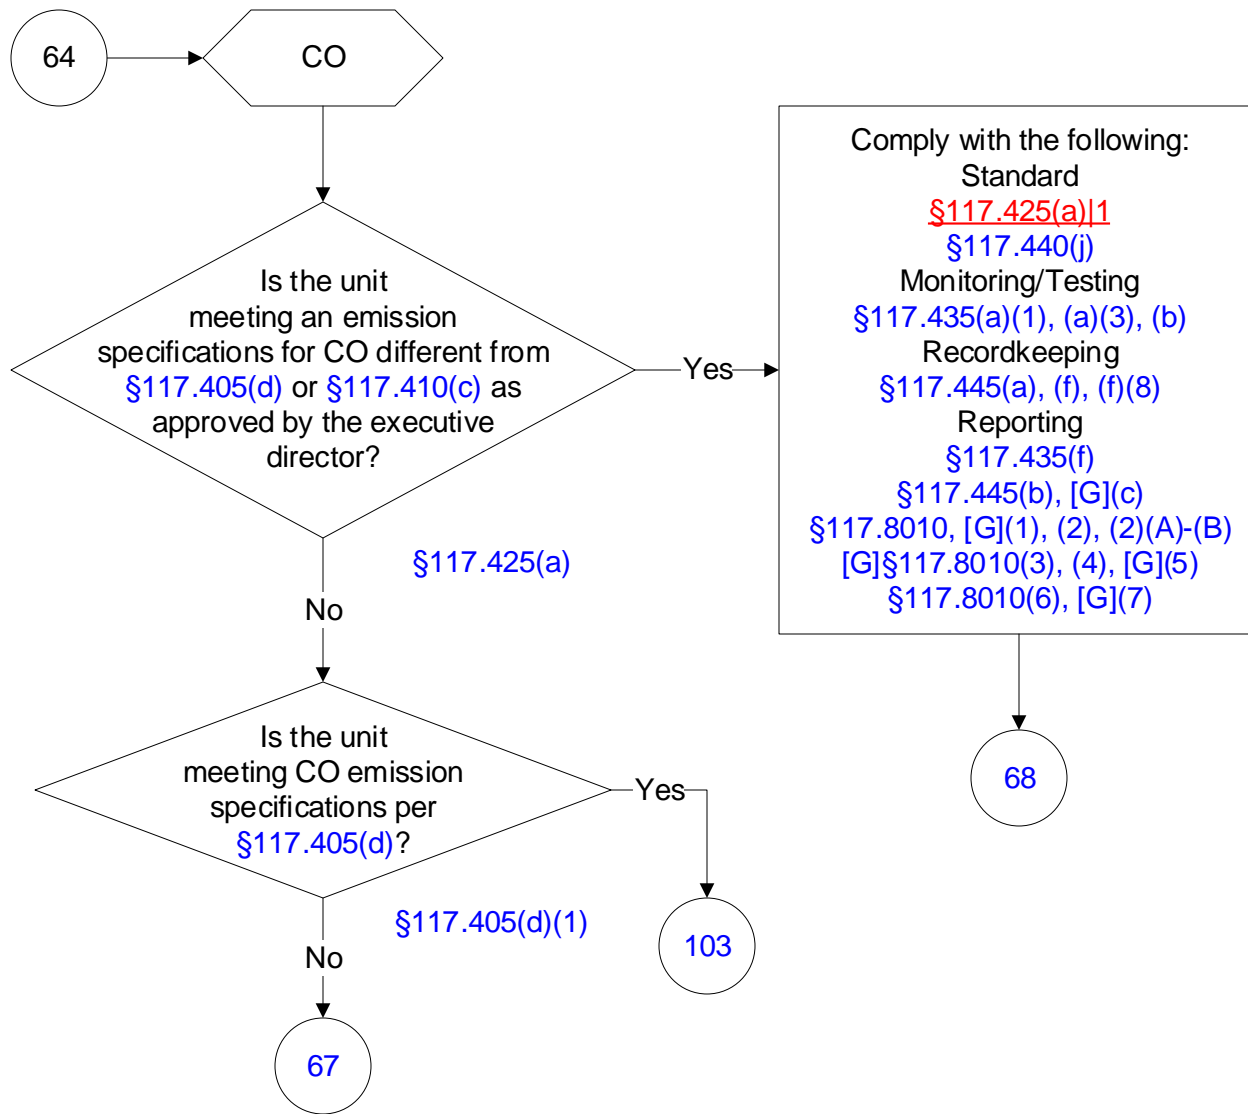 64
CO
Is the unit
meeting an emission
specifications for CO different from
§117.405(d) or §117.410(c) as
approved by the executive
director?
Yes
§117.425(a)
No
Comply with the following:
Standard
§117.425(a)|1
§117.440(j)
Monitoring/Testing
§117.435(a)(1), (a)(3), (b)
Recordkeeping
§117.445(a), (f), (f)(8)
Reporting
§117.435(f)
§117.445(b), [G](c)
§117.8010, [G](1), (2), (2)(A)-(B)
[G]§117.8010(3), (4), [G](5)
§117.8010(6), [G](7)
68
Is the unit
meeting CO emission
specifications per
§117.405(d)?
Yes
§117.405(d)(1)
103
No
67